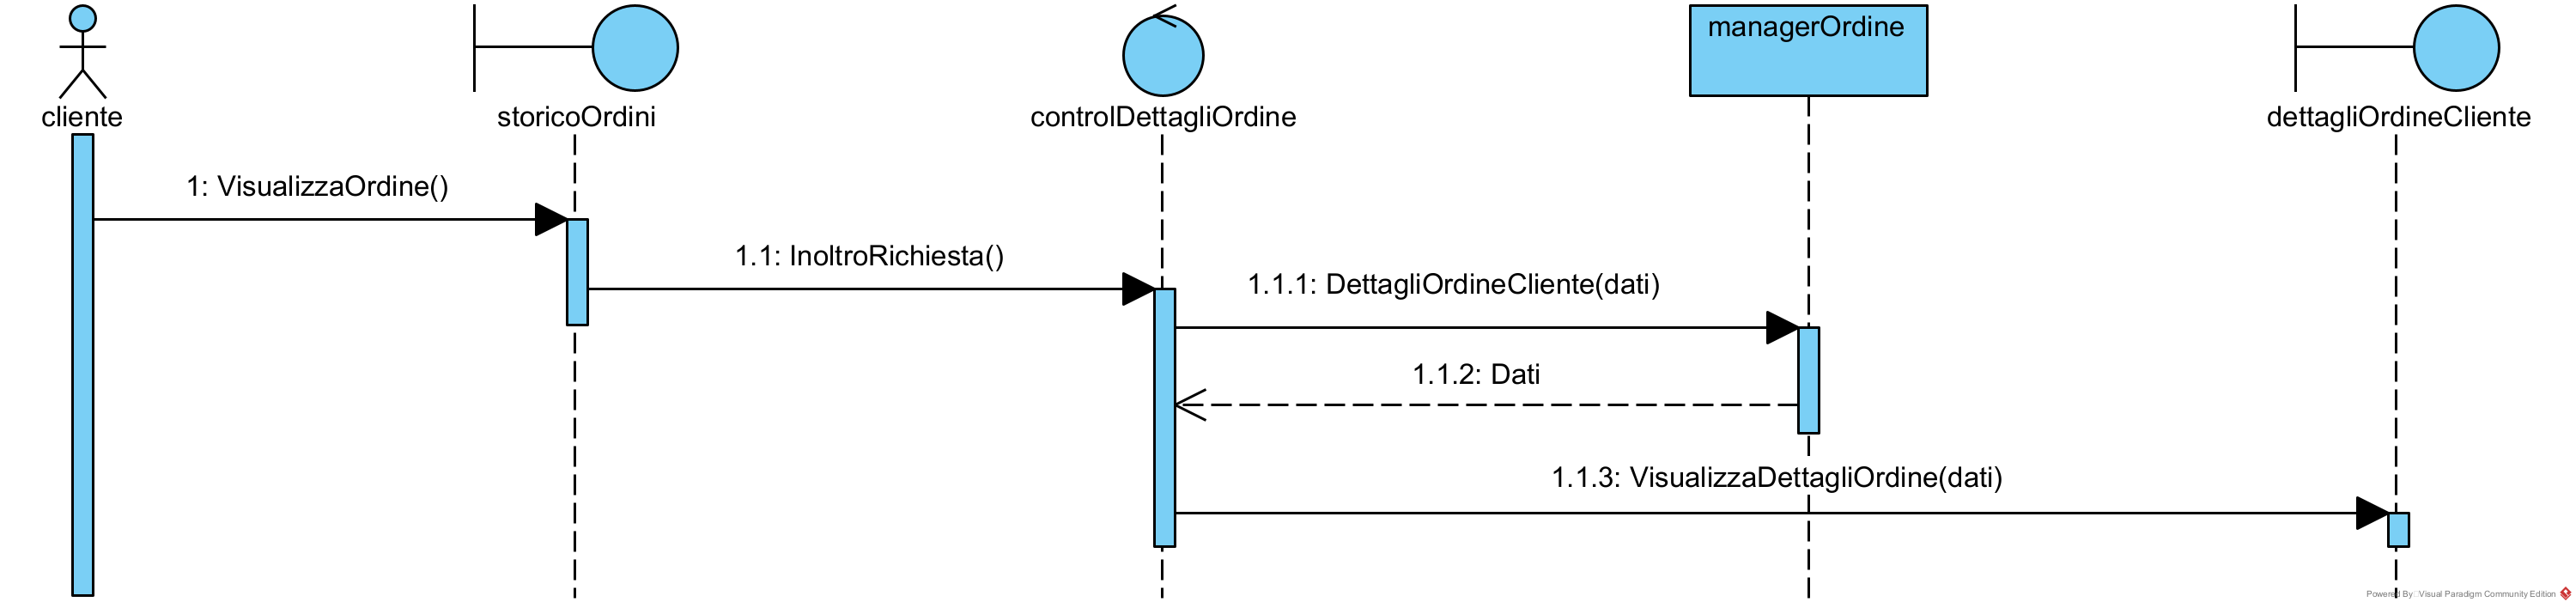 managerOrdine
cliente
storicoOrdini
controlDettagliOrdine
dettagliOrdineCliente
1: VisualizzaOrdine()
1.1: InoltroRichiesta()
1.1.1: DettagliOrdineCliente(dati)
1.1.2: Dati
1.1.3: VisualizzaDettagliOrdine(dati)
Powered By Visual Paradigm Community Edition